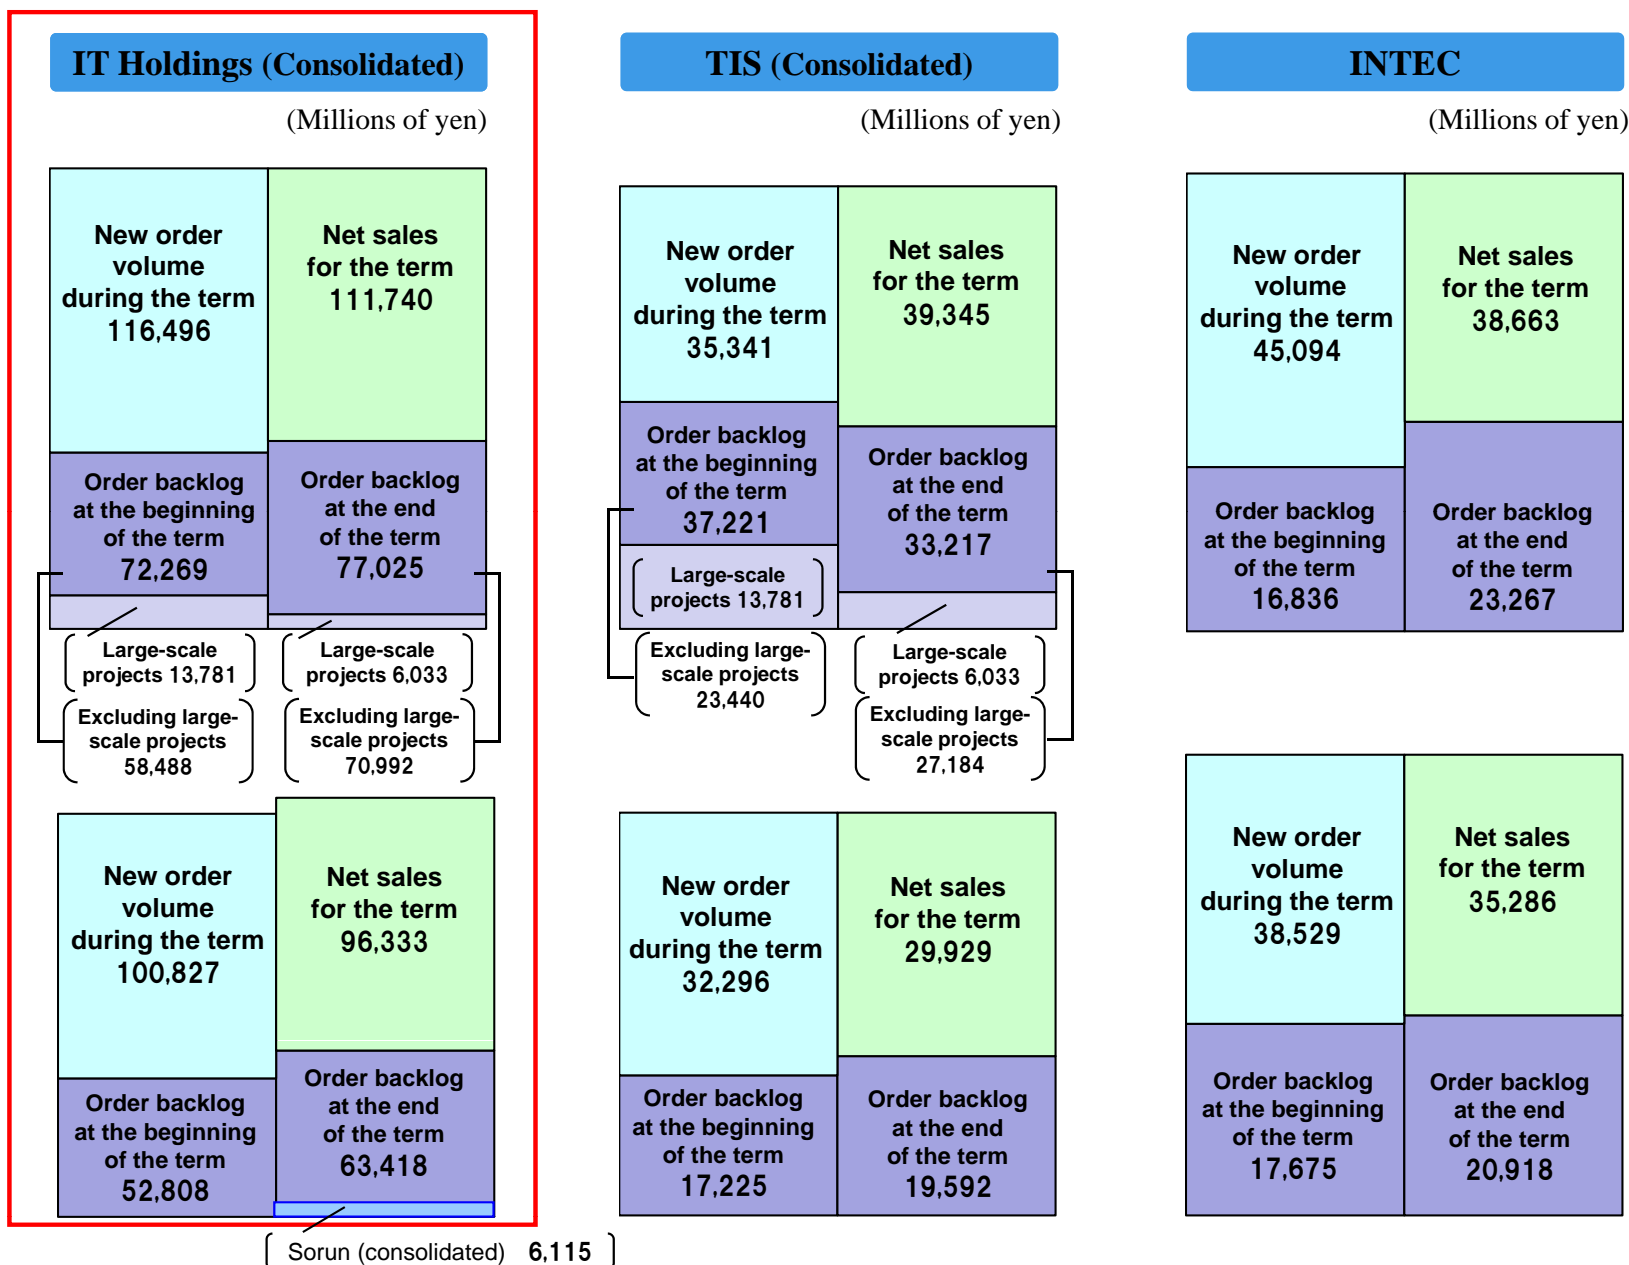 IT Holdings (Consolidated)
(Millions of yen)
New order
volume
during the term
116,496
Net sales
for the term
111,740
Order backlog
at the beginning
of the term
72,269
Order backlog
at the end
of the term
77,025
Large-scale
projects 13,781
Large-scale
projects 6,033
Excluding large-
scale projects
58,488
Excluding large-
scale projects
70,992
New order
volume
during the term
100,827
Net sales
for the term
96,333
Order backlog
at the beginning
of the term
52,808
Order backlog
at the end
of the term
63,418
Sorun (consolidated) 6,115
TIS (Consolidated)
(Millions of yen)
New order
volume
during the term
35,341
Net sales
for the term
39,345
Order backlog
at the beginning
of the term
37,221
Large-scale
projects 13,781
Order backlog
at the end
of the term
33,217
Excluding large-
scale projects
23,440
Large-scale
projects 6,033
Excluding large-
scale projects
27,184
New order
volume
during the term
32,296
Net sales
for the term
29,929
Order backlog
at the beginning
of the term
17,225
Order backlog
at the end
of the term
19,592
INTEC
(Millions of yen)
New order
volume
during the term
45,094
Net sales
for the term
38,663
Order backlog
at the beginning
of the term
16,836
Order backlog
at the end
of the term
23,267
New order
volume
during the term
38,529
Net sales
for the term
35,286
Order backlog
at the beginning
of the term
17,675
Order backlog
at the end
of the term
20,918